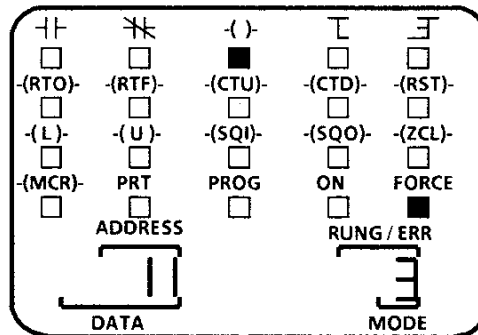 -( )-
-(RTO)- -(RTF)- -(CTU)- -(CTD)- -(RST)-
-(L)- -(U)- -(SQI)- -(SQO)- -(ZCL)-
-(MCR)- PRT PROG ON FORCE
ADDRESS RUNG / ERR
11 3
DATA MODE